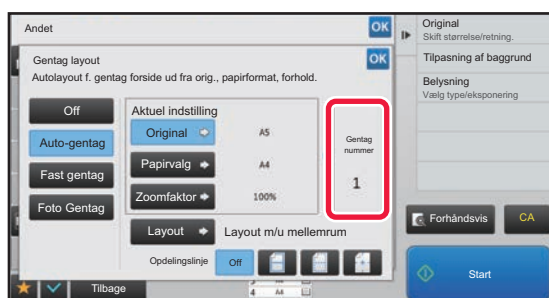 Andet
OK
Original
Skift størrelse/retning.
Gentag layout
OK
Tilpasning af baggrund
Autolayout f. gentag forside ud fra orig., papirformat, forhold.
Belysning
Vælg type/eksponering
Off
Aktuel indstilling
Original
A5
Gentag
nummer
Auto-gentag
Papirvalg
A4
1
Fast gentag
Zoomfaktor
100%
Foto Gentag
Layout
Layout m/u mellemrum
Forhåndsvis
CA
Opdelingslinje
Off
Start
Tilbage
4
A4